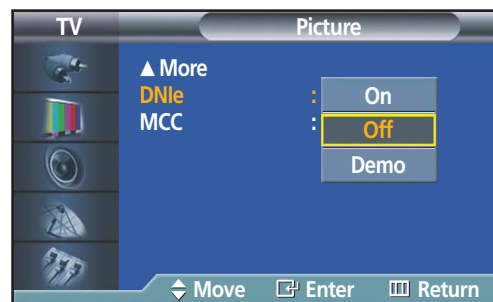 TV Picture
▲ More
DNIe : On
MCC : Off
Demo
Move Enter Return